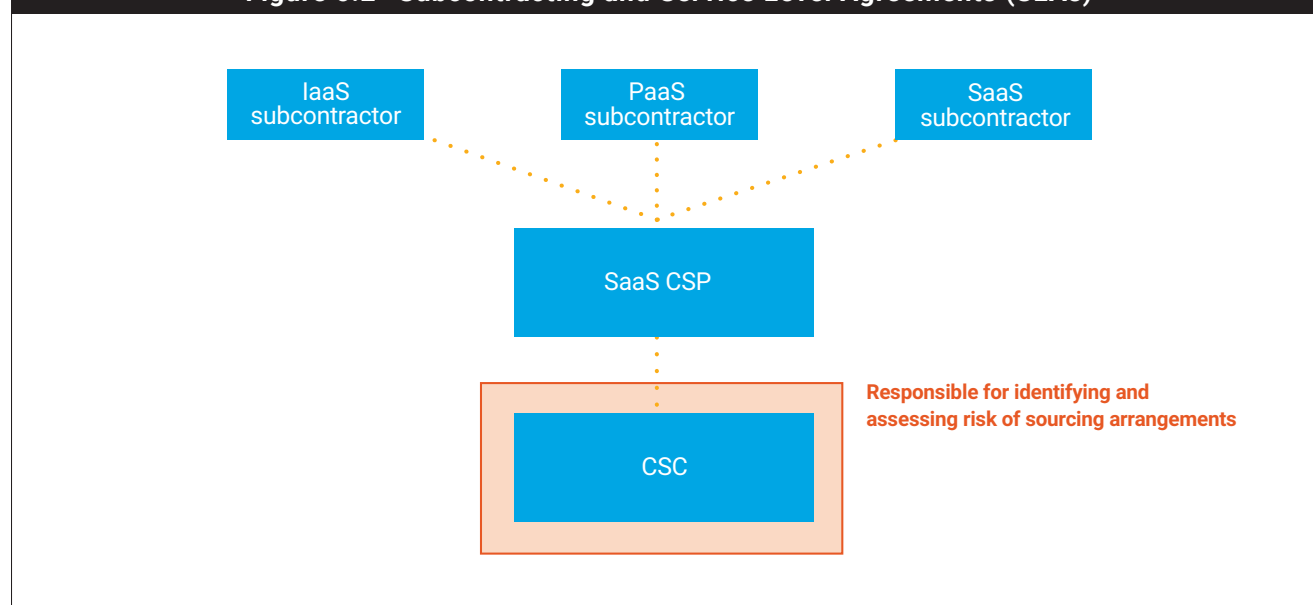 IaaS
subcontractor
PaaS
subcontractor
SaaS
subcontractor
SaaS CSP
Responsible for identifying and
assessing risk of sourcing arrangements
CSC